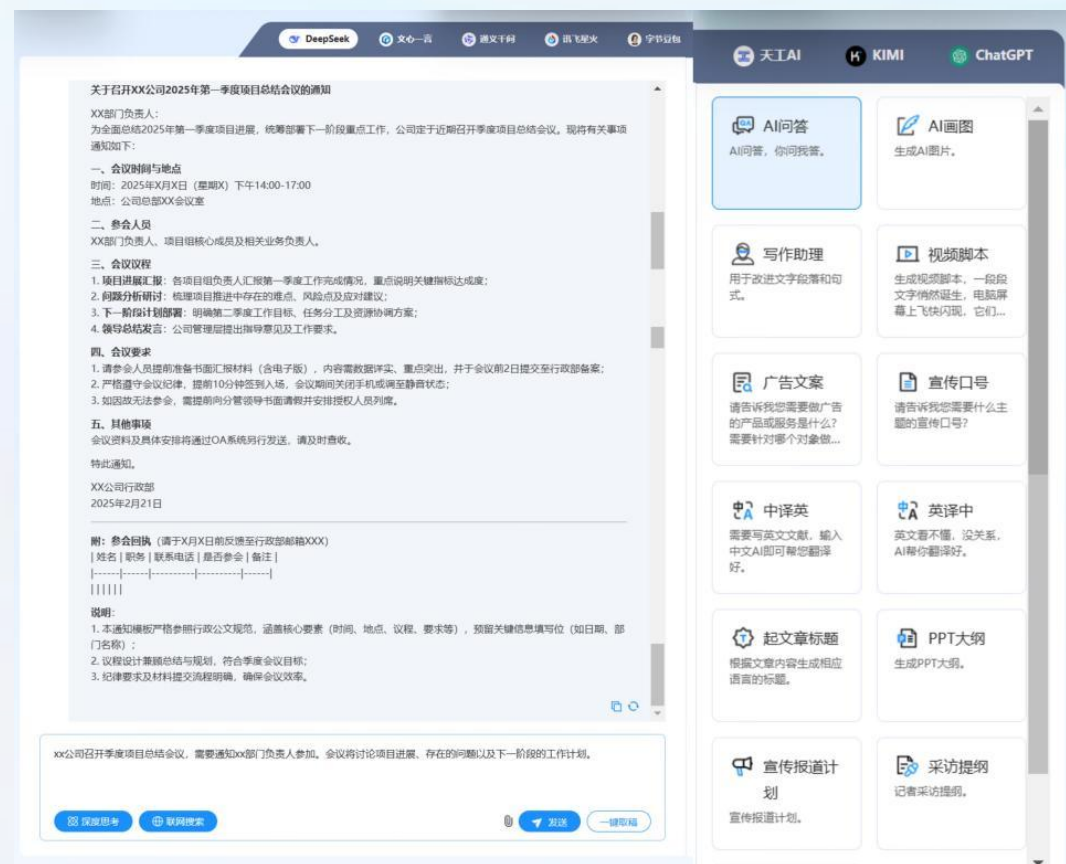 DeepSeek
文心一言
通义千问
讯飞星火
字节豆包
天工AI
KIMI
ChatGPT
关于召开XX公司2025年第一季度项目总结会议的通知
XX部门负责人：
为全面总结2025年第一季度项目进展，统筹部署下一阶段重点工作，公司定于近期召开季度项目总结会议。现将有关事项
通知如下：
一、会议时间与地点
时间：2025年X月X日（星期X）下午14:00-17:00
地点：公司总部XX会议室
二、参会人员
XX部门负责人、项目组核心成员及相关业务负责人。
三、会议议程
1. 项目进展汇报：各项目组负责人汇报第一季度工作完成情况，重点说明关键指标达成度；
2. 问题分析研讨：梳理项目推进中存在的难点、风险点及应对建议；
3. 下一阶段计划部署：明确第二季度工作目标、任务分工及资源协调方案；
4. 领导总结发言：公司管理层提出指导意见及工作要求。
四、会议要求
1. 请参会人员提前准备书面汇报材料（含电子版），内容需数据详实、重点突出，并于会议前2日提交至行政部备案；
2. 严格遵守会议纪律，提前10分钟签到入场，会议期间关闭手机或调至静音状态；
3. 如因故无法参会，需提前向分管领导书面请假并安排授权人员列席。
五、其他事项
会议资料及具体安排将通过OA系统另行发送，请及时查收。
特此通知。
XX公司行政部
2025年2月21日
附：参会回执（请于X月X日前反馈至行政部邮箱XXX）
| 姓名 | 职务 | 联系电话 | 是否参会 | 备注 |
|------|------|----------|----------|------|
| | | | | |
说明：
1. 本通知模板严格参照行政公文规范，涵盖核心要素（时间、地点、议程、要求等），预留关键信息填写位（如日期、部
门名称）；
2. 议程设计兼顾总结与规划，符合季度会议目标；
3. 纪律要求及材料提交流程明确，确保会议效率。
xx公司召开季度项目总结会议，需要通知xx部门负责人参加。会议将讨论项目进展、存在的问题以及下一阶段的工作计划。
深度思考
联网搜索
发送
一键取稿
AI问答
AI问答，你问我答。
AI画图
生成AI图片。
写作助理
用于改进文字段落和句
式。
视频脚本
生成视频脚本，一段段
文字悄然诞生，电脑屏
幕上飞快闪现，它们...
广告文案
请告诉我您需要做广告
的产品或服务是什么？
需要针对哪个对象做...
宣传口号
请告诉我您需要什么主
题的宣传口号？
中译英
需要写英文文献，输入
中文AI即可帮您翻译
好。
英译中
英文看不懂，没关系，
AI帮你翻译好。
起文章标题
根据文章内容生成相应
语言的标题。
PPT大纲
生成PPT大纲。
宣传报道计
划
宣传报道计划。
采访提纲
记者采访提纲。